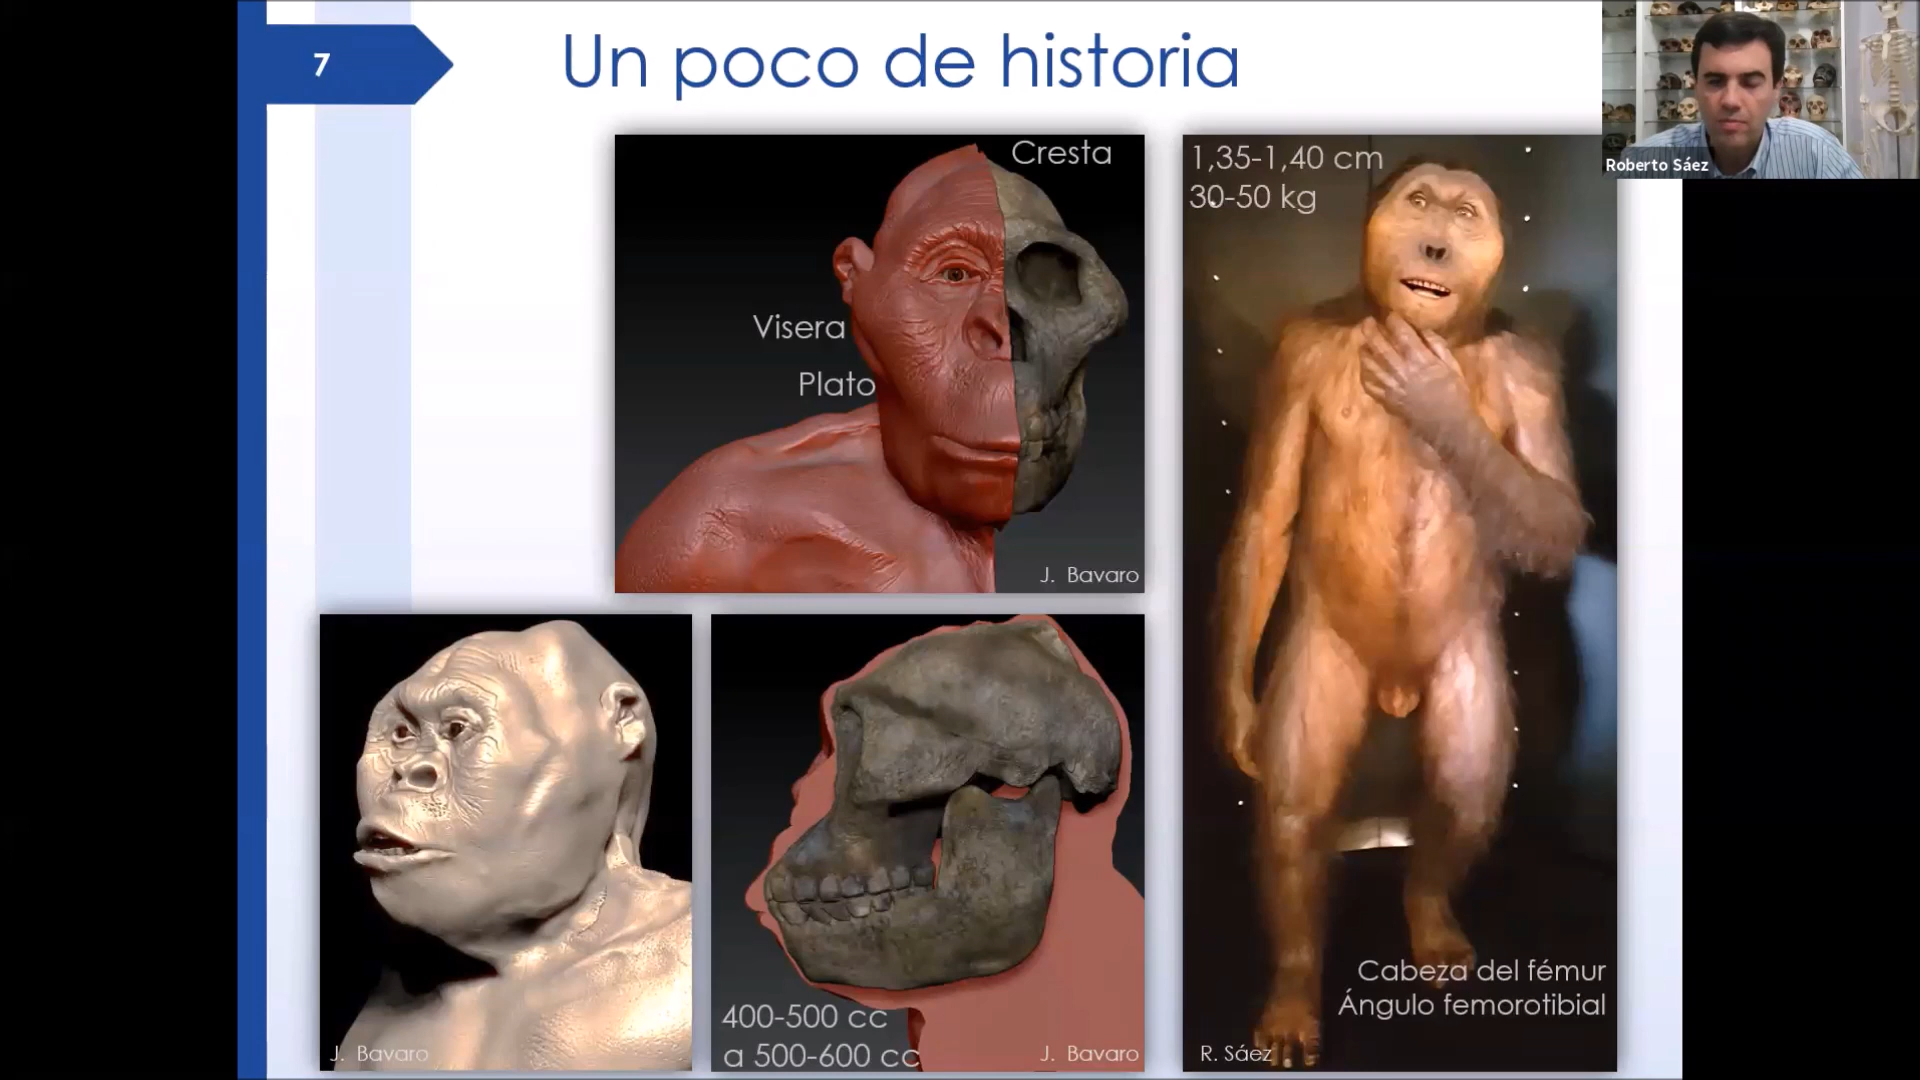 7
Un poco de historia
Roberto Sáez
Cresta
Visera
Plato
J. Bavaro
1,35-1,40 cm
30-50 kg
Cabeza del fémur
Ángulo femorotibial
R. Sáez
J. Bavaro
400-500 cc
a 500-600 cc
J. Bavaro